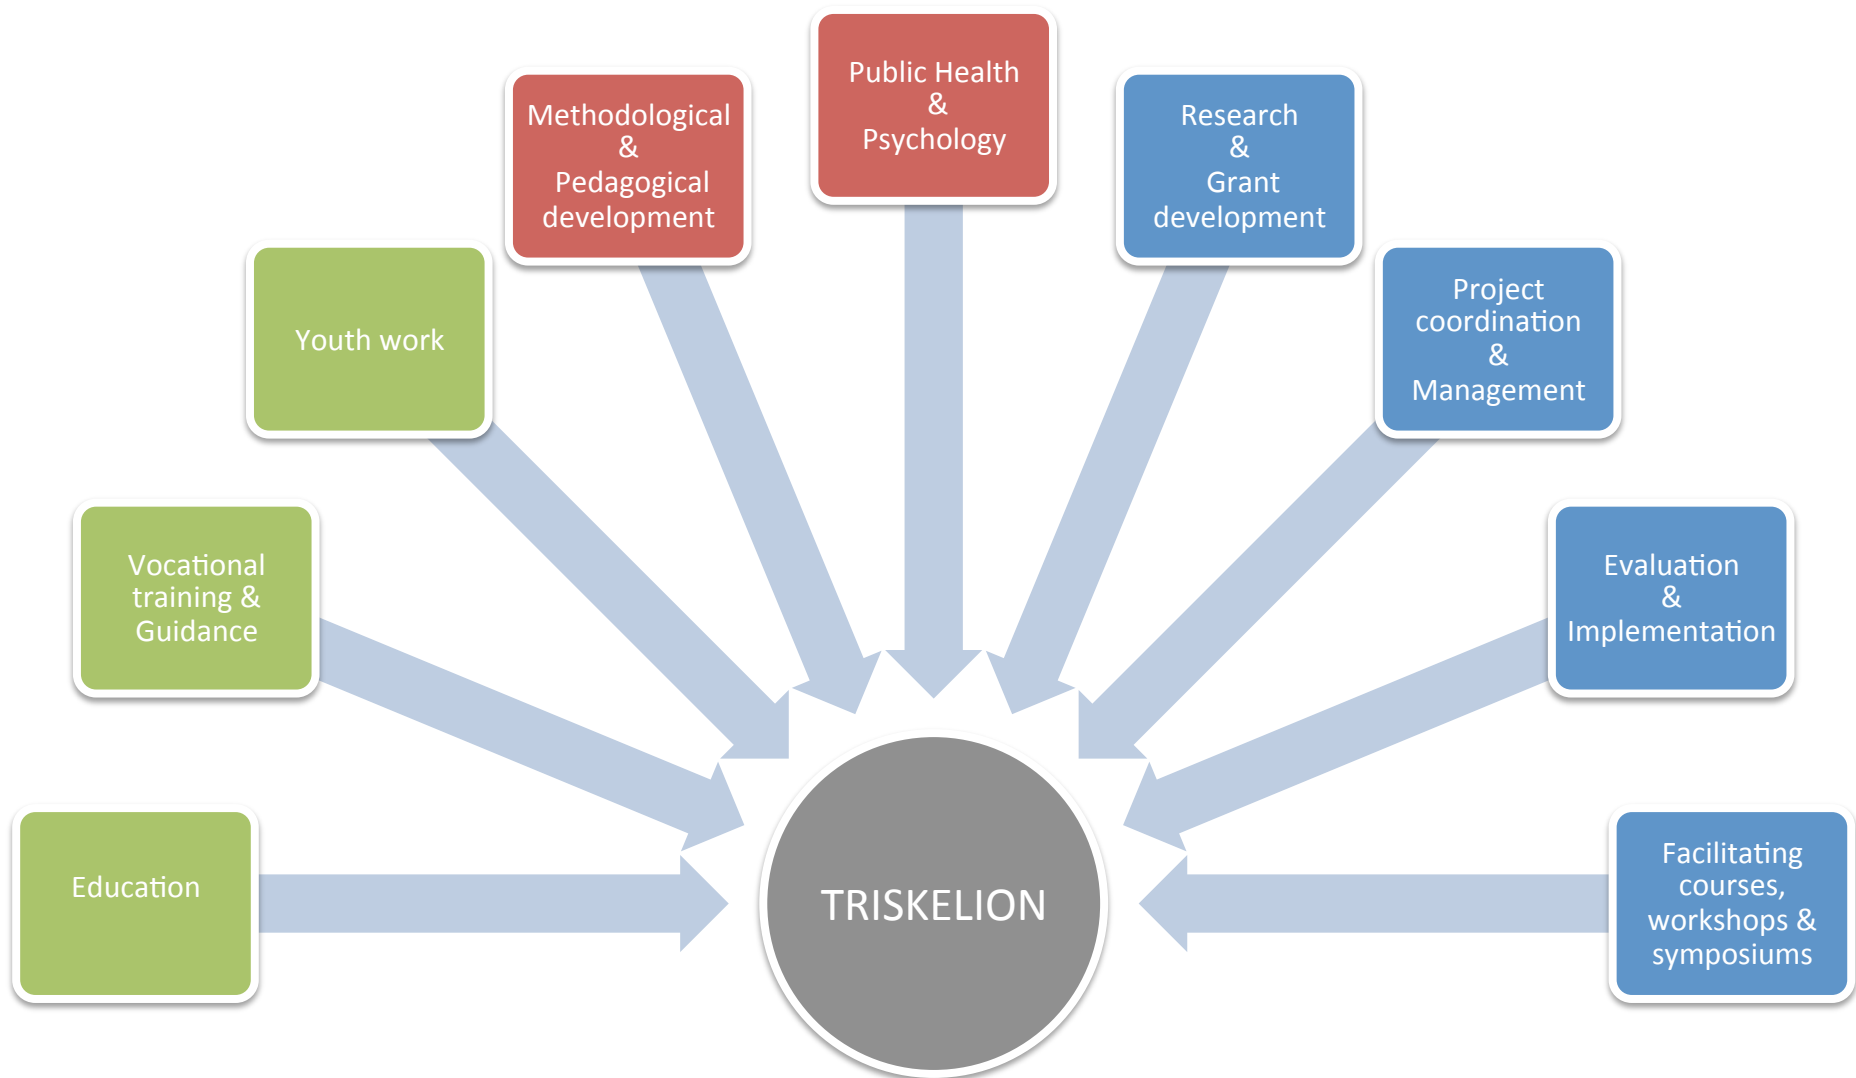 Public Health
&
Psychology
Methodological
&
Pedagogical
development
Research
&
Grant
development
Youth work
Project
coordination
&
Management
Vocational
training &
Guidance
Evaluation
&
Implementation
Education
TRISKELION
Facilitating
courses,
workshops &
symposiums